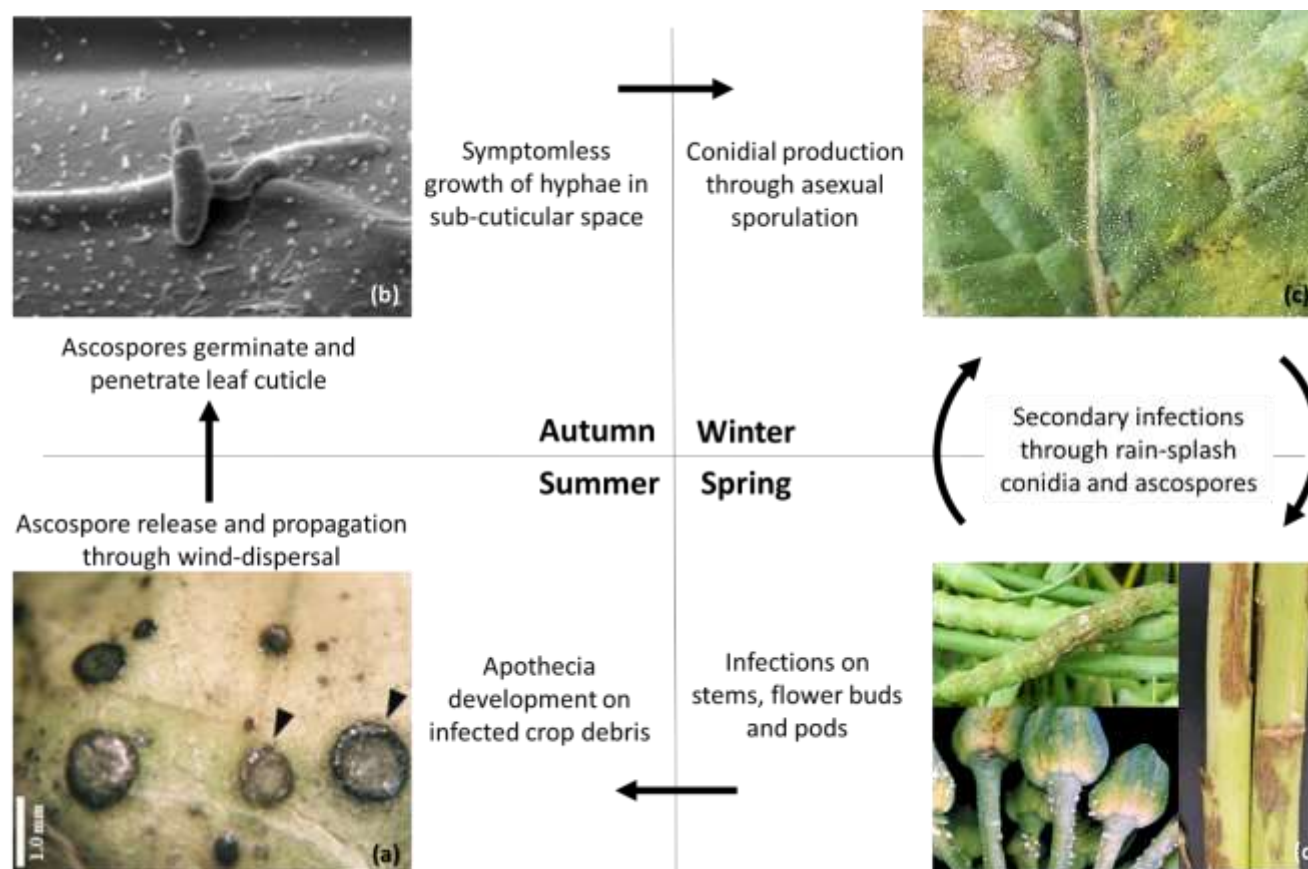 Symptomless
growth of hyphae in
sub-cuticular space
Conidial production
through asexual
sporulation
(b)
(c)
Ascospores germinate and
penetrate leaf cuticle
Autumn
Winter
Summer
Spring
Secondary infections
through rain-splash
conidia and ascospores
Ascospore release and propagation
through wind-dispersal
Apothecia
development on
infected crop debris
Infections on
stems, flower buds
and pods
1.0 mm
(a)